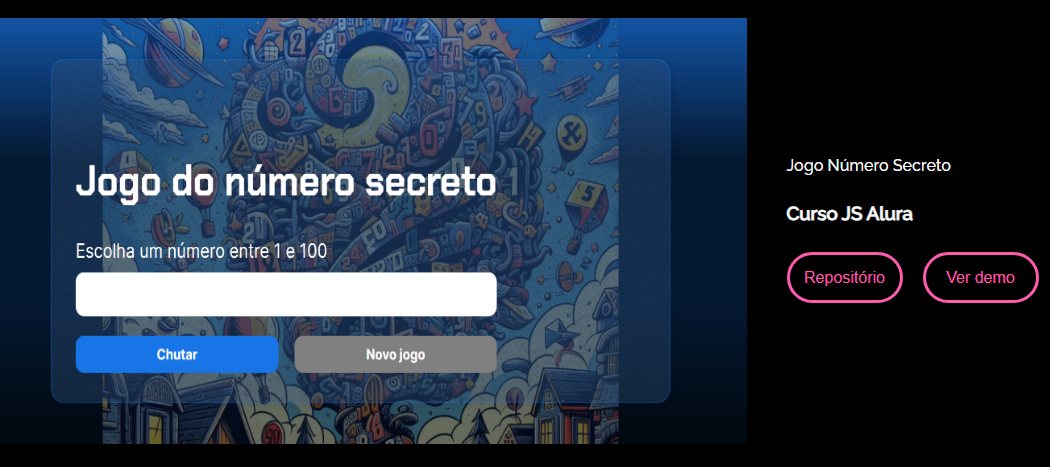 Jogo do número secreto
Escolha um número entre 1 e 100
Chutar
Novo jogo
Jogo Número Secreto
Curso JS Alura
Repositório
Ver demo